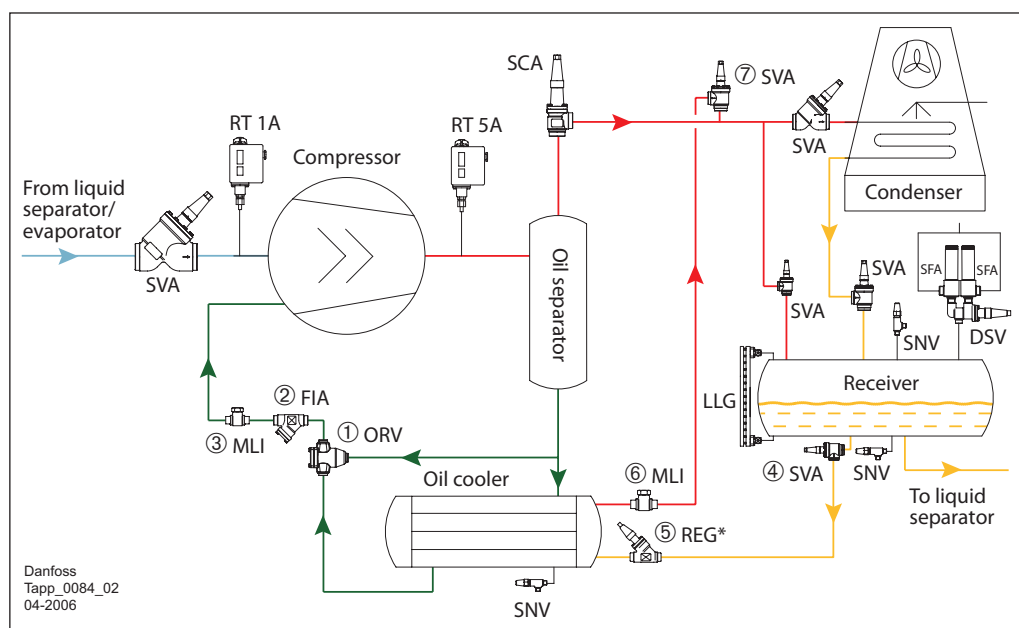 SCA
⑦ SVA
RT 1A
RT 5A
Compressor
SVA
Condenser
From liquid
separator/
evaporator
SVA
Oil separator
SVA
SFA
SFA
SVA
SNV
DSV
Receiver
LLG
② FIA
③ MLI
① ORV
Oil cooler
⑥ MLI
④ SVA
SNV
To liquid
separator
⑤ REG*
SNV
Danfoss
Tapp_0084_02
04-2006